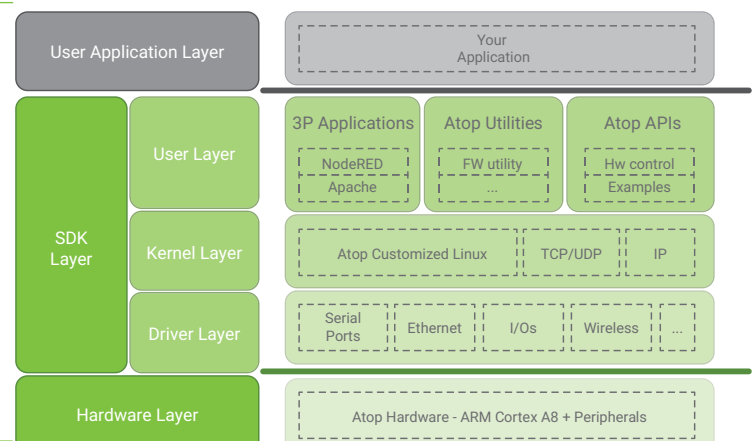 User Application Layer
Your
Application
SDK
Layer
User Layer
3P Applications
NodeRED
Apache
Atop Utilities
FW utility
...
Atop APIs
Hw control
Examples
Kernel Layer
Atop Customized Linux
TCP/UDP
IP
Driver Layer
Serial
Ports
Ethernet
I/Os
Wireless
...
Hardware Layer
Atop Hardware - ARM Cortex A8 + Peripherals